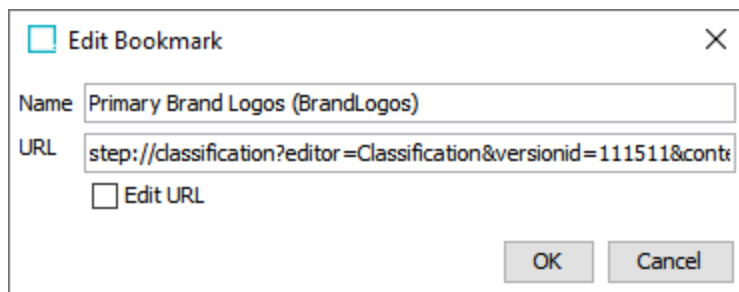 Edit Bookmark
Name Primary Brand Logos (BrandLogos)
URL step://classification?editor=Classification&versionid=111511&conte
Edit URL
OK Cancel